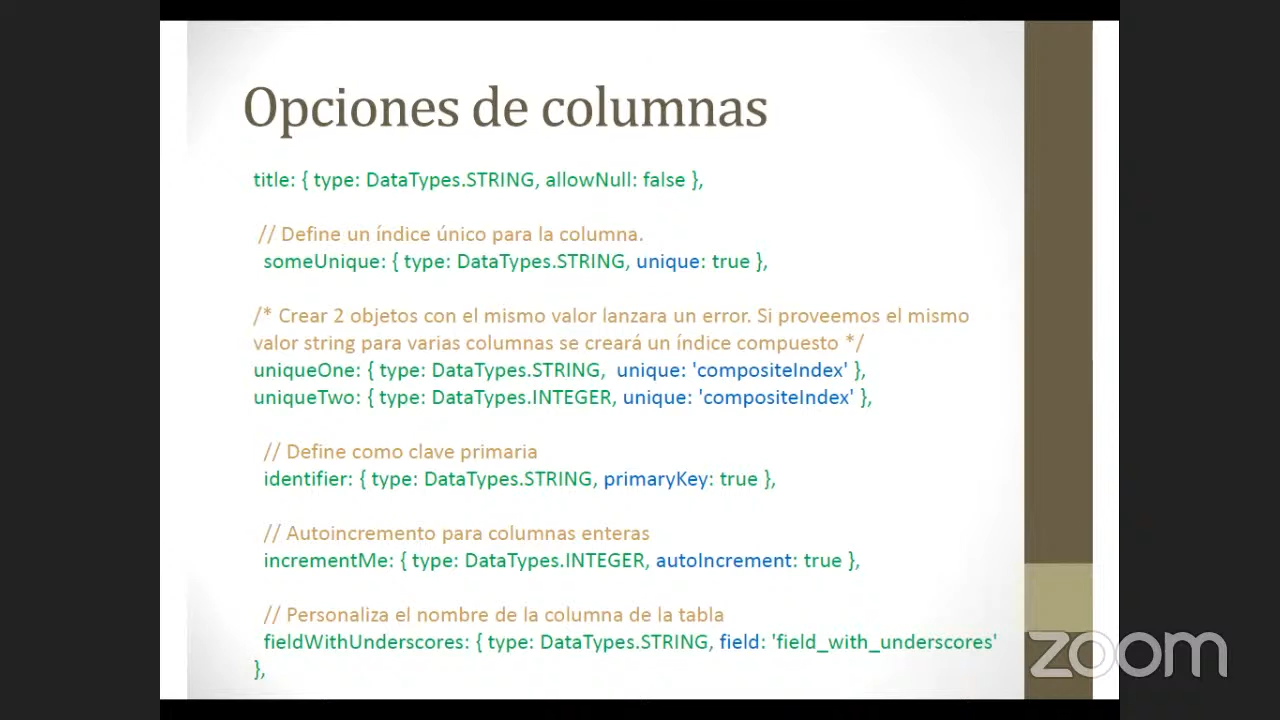 Opciones de columnas
title: { type: DataTypes.STRING, allowNull: false },
// Define un índice único para la columna.
someUnique: { type: DataTypes.STRING, unique: true },
/* Crear 2 objetos con el mismo valor lanzara un error. Si proveemos el mismo
valor string para varias columnas se creará un índice compuesto */
uniqueOne: { type: DataTypes.STRING,  unique: 'compositeIndex' },
uniqueTwo: { type: DataTypes.INTEGER, unique: 'compositeIndex' },
// Define como clave primaria
identifier: { type: DataTypes.STRING, primaryKey: true },
// Autoincremento para columnas enteras
incrementMe: { type: DataTypes.INTEGER, autoIncrement: true },
// Personaliza el nombre de la columna de la tabla
fieldWithUnderscores: { type: DataTypes.STRING, field: 'field_with_underscores'
},
zoom